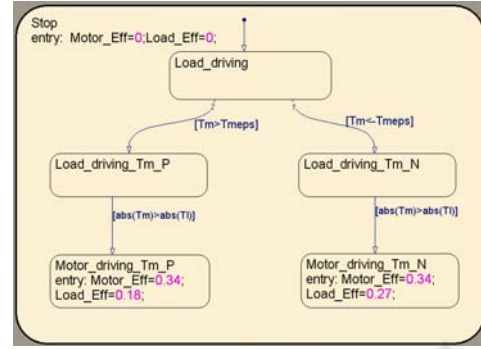 Stop
entry: Motor_Eff=0;Load_Eff=0;
Load_driving
[Tm>Tmeps]
[Tm<-Tmeps]
Load_driving_Tm_P
Load_driving_Tm_N
[abs(Tm)>abs(Tl)]
[abs(Tm)>abs(Tl)]
Motor_driving_Tm_P
entry: Motor_Eff=0.34;
Load_Eff=0.18;
Motor_driving_Tm_N
entry: Motor_Eff=0.34;
Load_Eff=0.27;